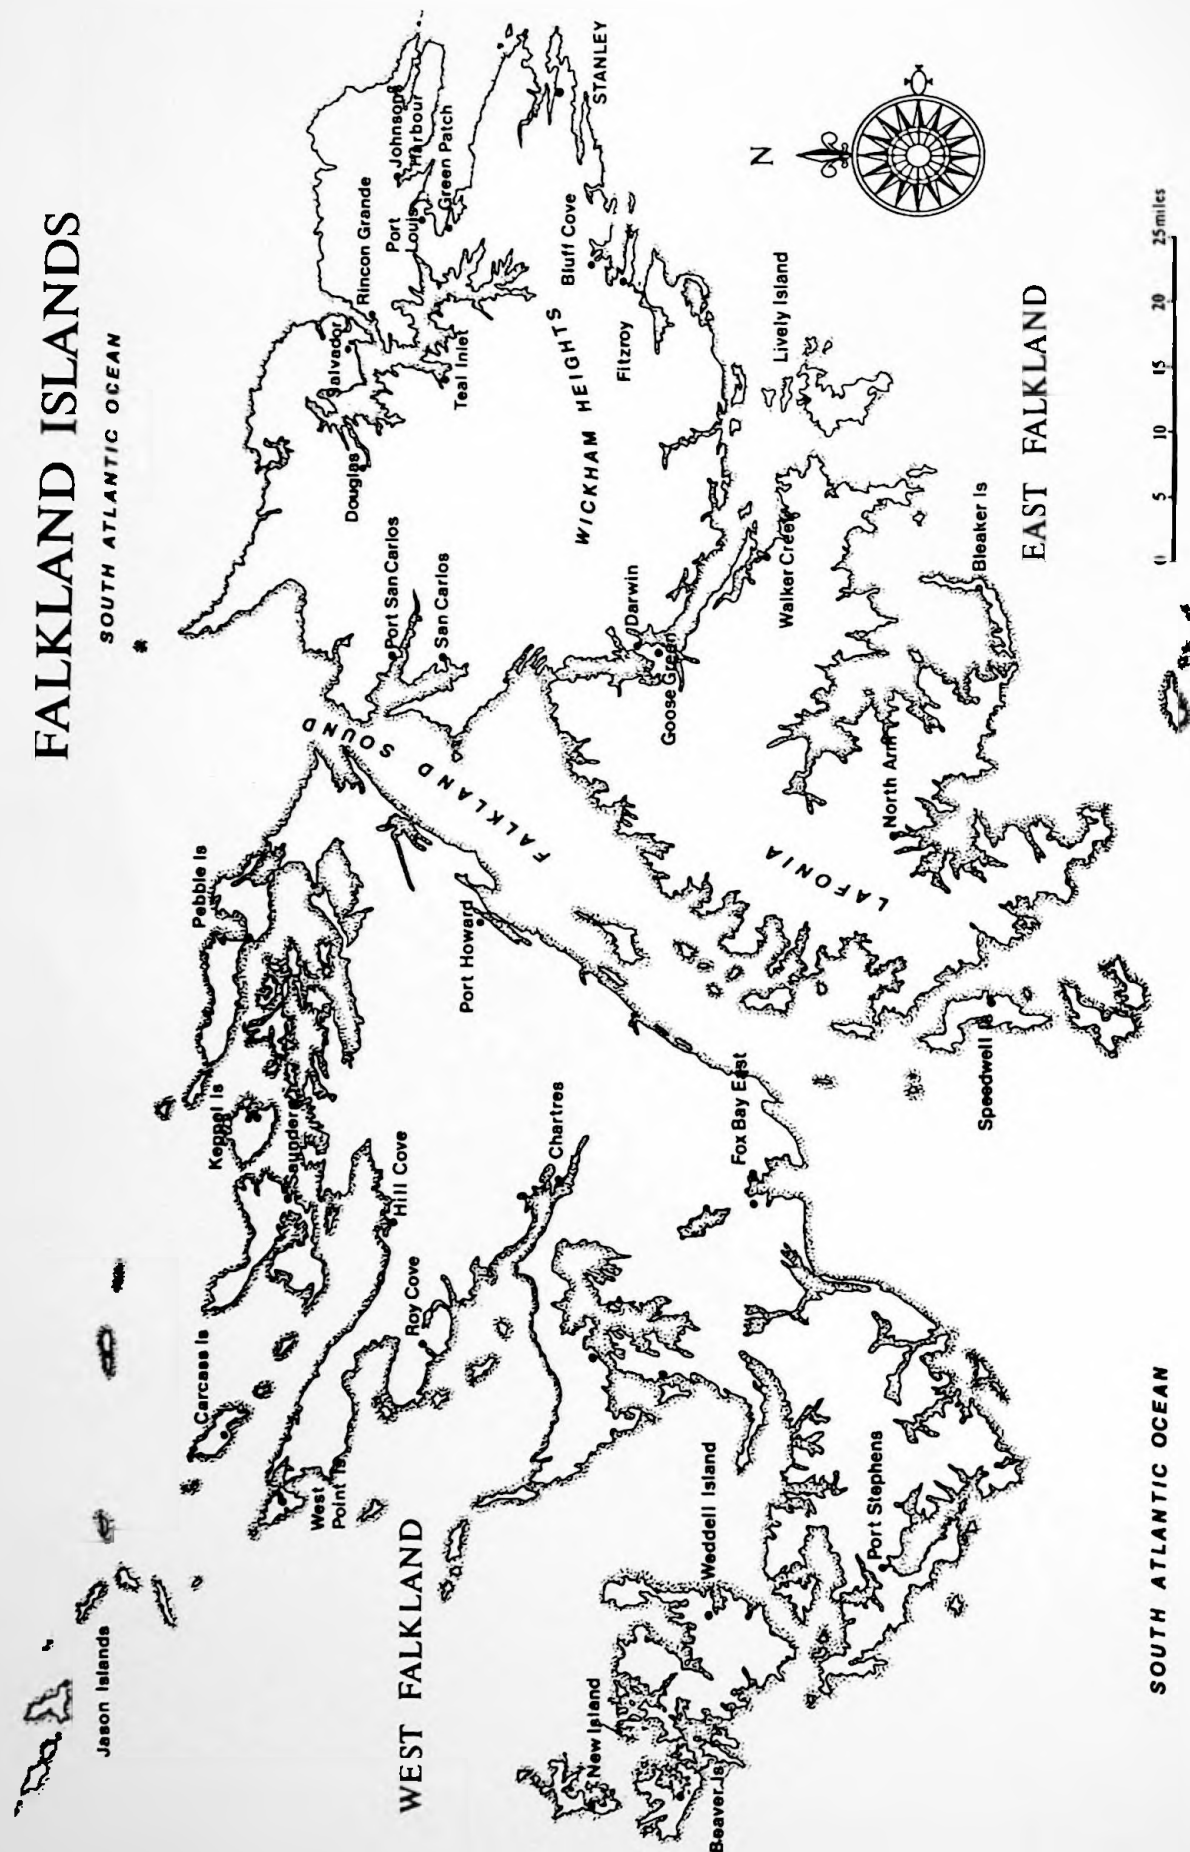 FALKLAND ISLANDS
SOUTH ATLANTIC OCEAN
Jason Islands
Carcass Is
West
Point Is
Keppel Is
Saunders
Pebble Is
Hill Cove
Roy Cove
Chartres
Port Howard
FALKLAND SOUND
Port San Carlos
San Carlos
Douglas
Salvador
Rincon Grande
Teal Inlet
Port
Louis
Johnsons
Harbour
Green Patch
STANLEY
Bluff Cove
Fitzroy
WICKHAM HEIGHTS
Darwin
Goose Green
Walker Creek
Lively Island
LAFONIA
North Arm
Bleaker Is
Speedwell Is
Fox Bay East
Port Stephens
Weddell Island
New Island
Beaver Is
WEST FALKLAND
EAST FALKLAND
N
0 5 10 15 20 25 miles
SOUTH ATLANTIC OCEAN